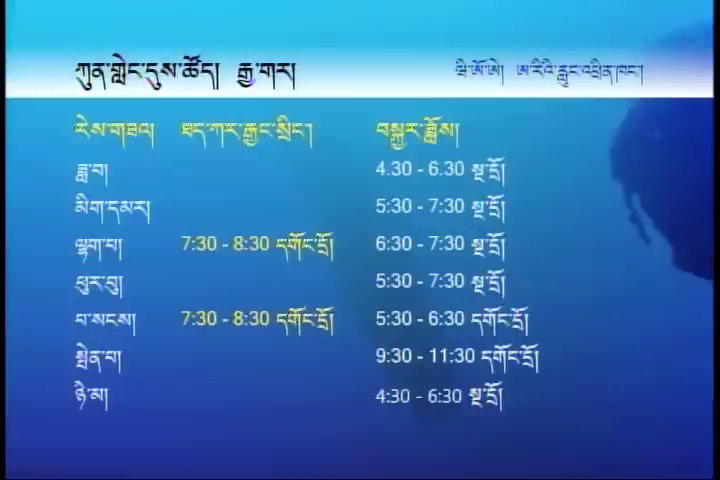 ཀུན་གླེང་དུས་ཚོད། རྒྱ་གར།
ཝི་ཨོ་ཨེ། ཨ་རིའི་རླུང་འཕྲིན་ཁང་།
རེས་གཟའ། ཐད་ཀར་རྒྱང་སྲིང་། བསྐྱར་ཟློས།
ཟླ་བ། 4.30 - 6.30 སྔ་དྲོ།
མིག་དམར། 5:30 - 7:30 སྔ་དྲོ།
ལྷག་པ། 7:30 - 8:30 དགོང་དྲོ། 6:30 - 7:30 སྔ་དྲོ།
ཕུར་བུ། 5:30 - 7:30 སྔ་དྲོ།
པ་སངས། 7:30 - 8:30 དགོང་དྲོ། 5:30 - 6:30 དགོང་དྲོ།
སྤེན་པ། 9:30 - 11:30 དགོང་དྲོ།
ཉི་མ། 4:30 - 6:30 སྔ་དྲོ།